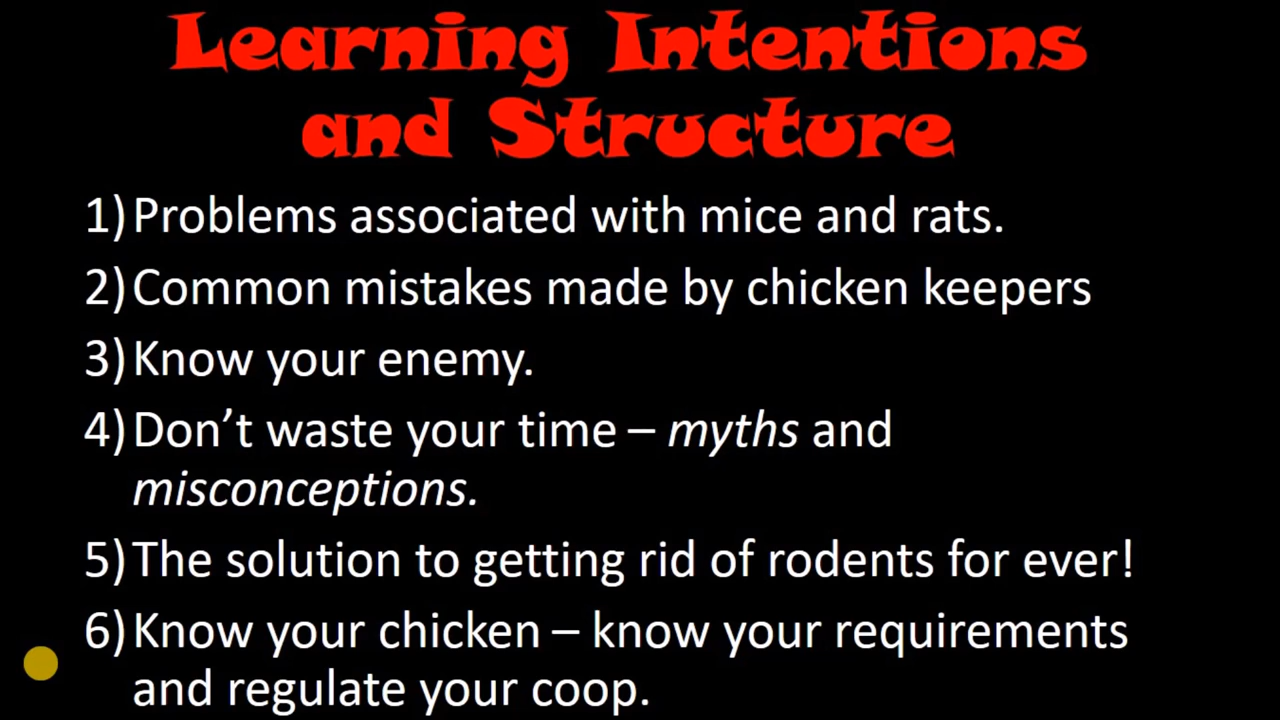 Learning Intentions
and Structure
1) Problems associated with mice and rats.
2) Common mistakes made by chicken keepers
3) Know your enemy.
4) Don’t waste your time – myths and
misconceptions.
5) The solution to getting rid of rodents for ever!
6) Know your chicken – know your requirements
and regulate your coop.